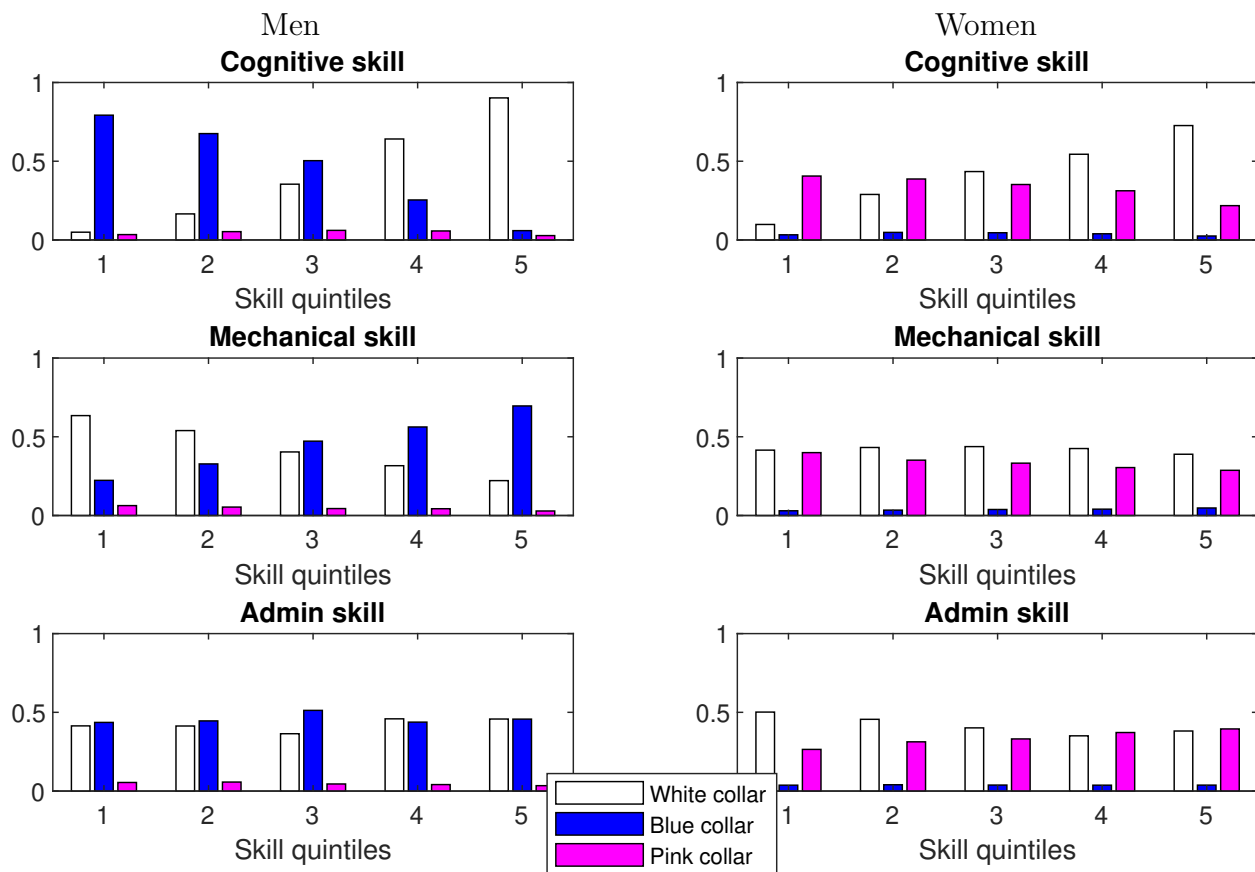 Men Women
Cognitive skill Cognitive skill
1 1
0.5 0.5
0 0
1 2 3 4 5 1 2 3 4 5
Skill quintiles Skill quintiles
Mechanical skill Mechanical skill
1 1
0.5 0.5
0 0
1 2 3 4 5 1 2 3 4 5
Skill quintiles Skill quintiles
Admin skill Admin skill
1 1
0.5 0.5
0 0
1 2 3 4 5 1 2 3 4 5
Skill quintiles Skill quintiles
White collar
Blue collar
Pink collar